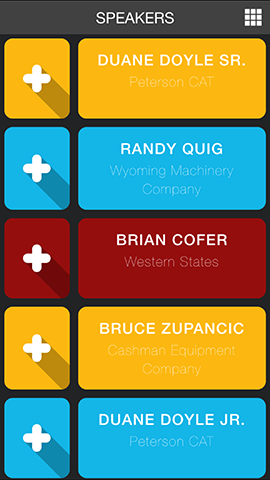 SPEAKERS
DUANE DOYLE SR.
Peterson CAT
RANDY QUIG
Wyoming Machinery
Company
BRIAN COFER
Western States
BRUCE ZUPANCIC
Cashman Equipment
Company
DUANE DOYLE JR.
Peterson CAT